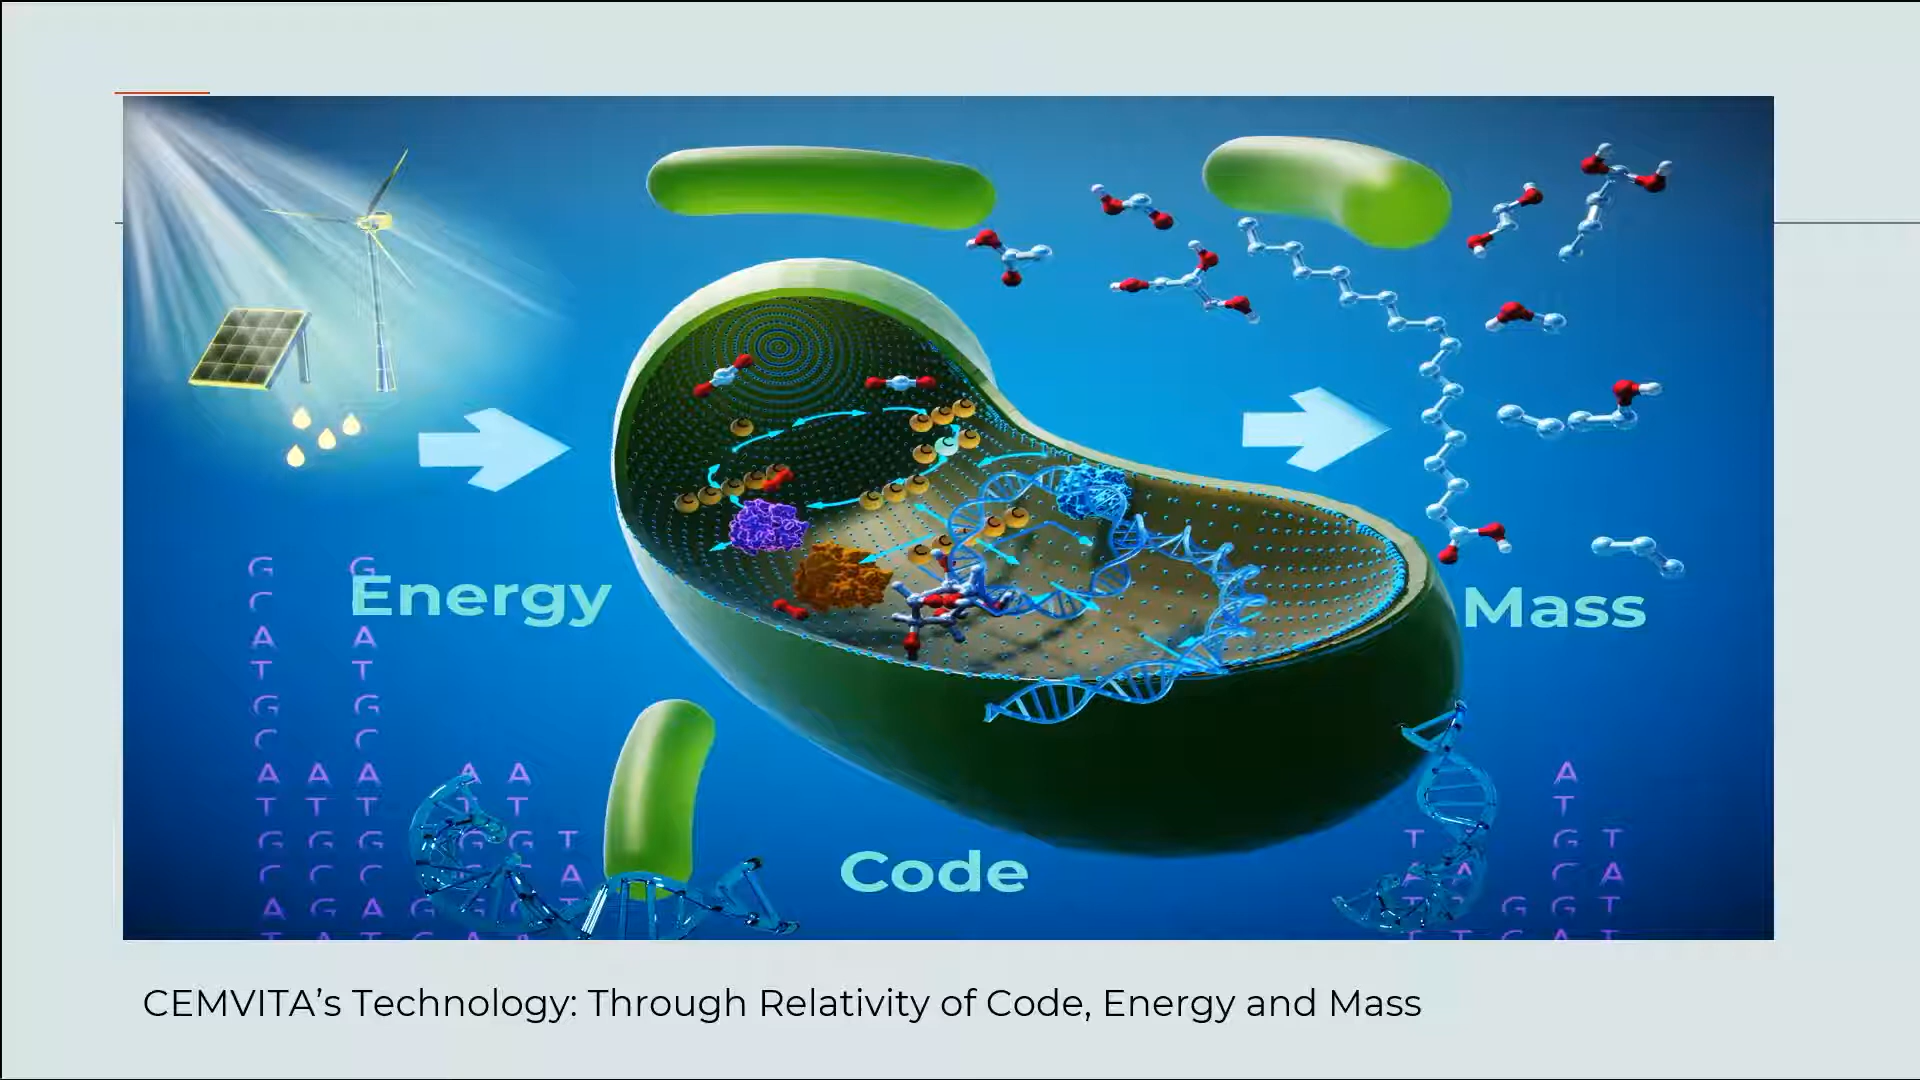 Energy
Mass
Code
CEMVITA’s Technology: Through Relativity of Code, Energy and Mass